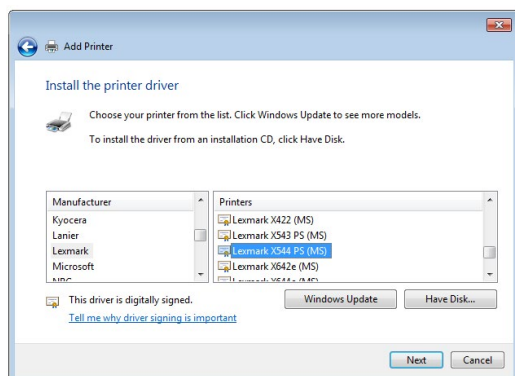 Add Printer
Install the printer driver
Choose your printer from the list. Click Windows Update to see more models.
To install the driver from an installation CD, click Have Disk.
Manufacturer
Kyocera
Lanier
Lexmark
Microsoft
Printers
Lexmark X422 (MS)
Lexmark X543 PS (MS)
Lexmark X544 PS (MS)
Lexmark X642e (MS)
This driver is digitally signed.
Tell me why driver signing is important
Windows Update
Have Disk...
Next
Cancel